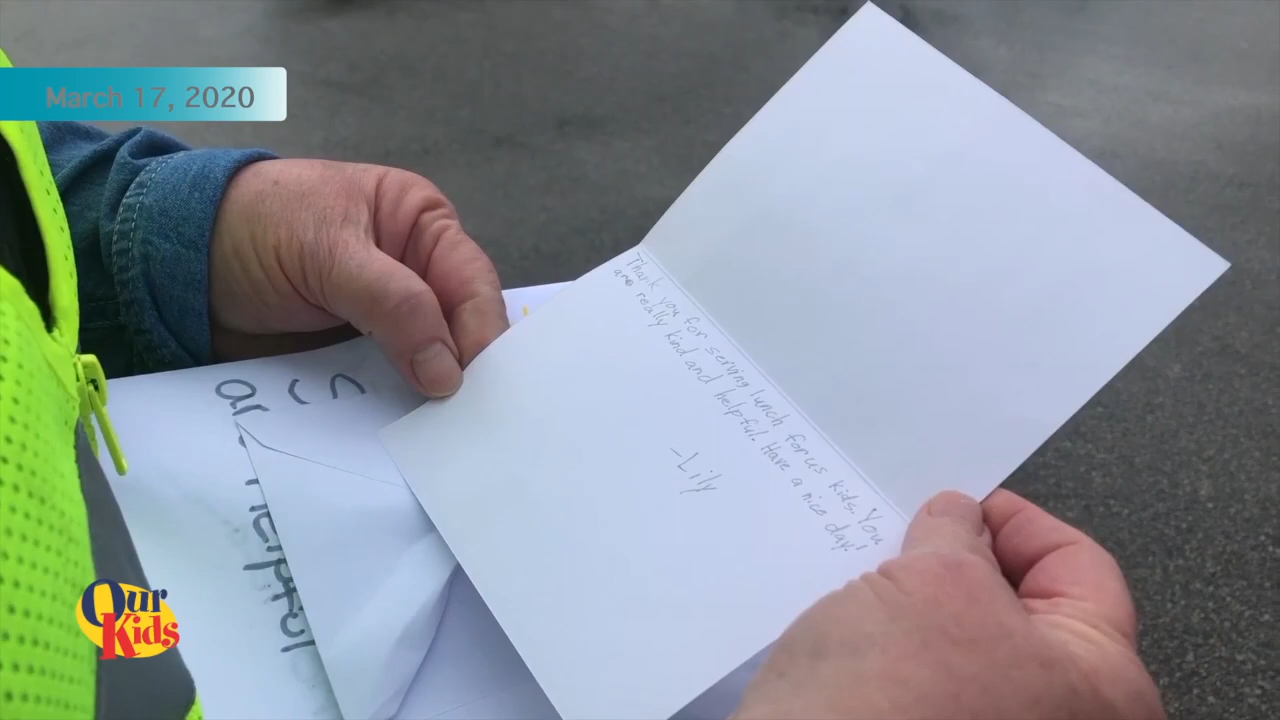 March 17, 2020
Thank you for serving lunch for us kids. You
are really kind and helpful. Have a nice day!
-Lily
helpful
Our
Kids